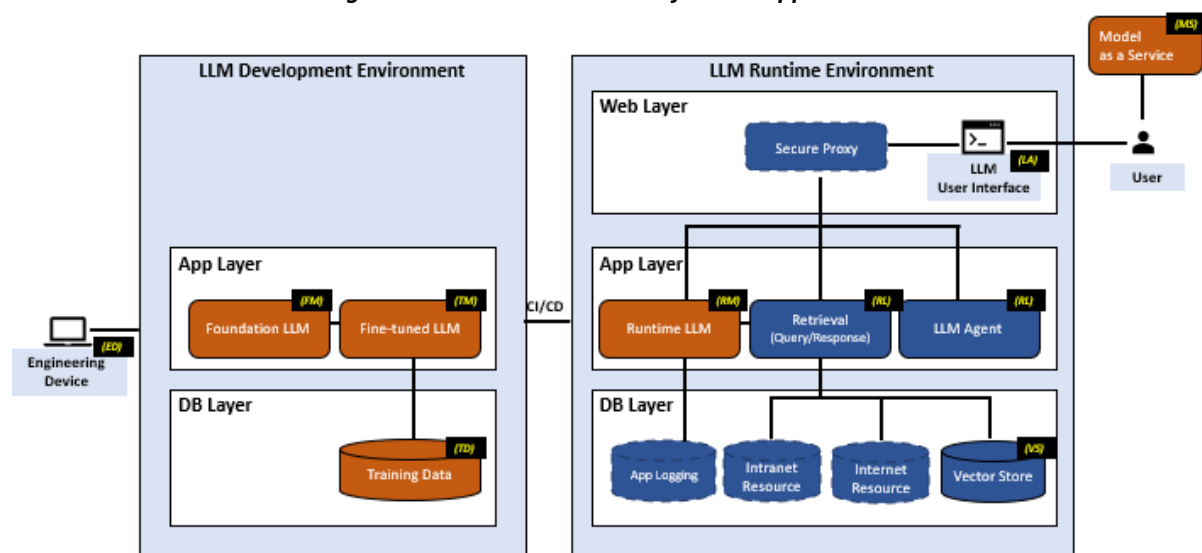 (MS)
Model
as a Service
LLM Development Environment
LLM Runtime Environment
Web Layer
Secure Proxy
(LA)
LLM
User Interface
User
App Layer
(FM)
Foundation LLM
(TM)
Fine-tuned LLM
CI/CD
App Layer
(RM)
Runtime LLM
(RL)
Retrieval
(Query/Response)
(RL)
LLM Agent
(ED)
Engineering
Device
DB Layer
(TD)
Training Data
DB Layer
App Logging
Intranet
Resource
Internet
Resource
(VS)
Vector Store